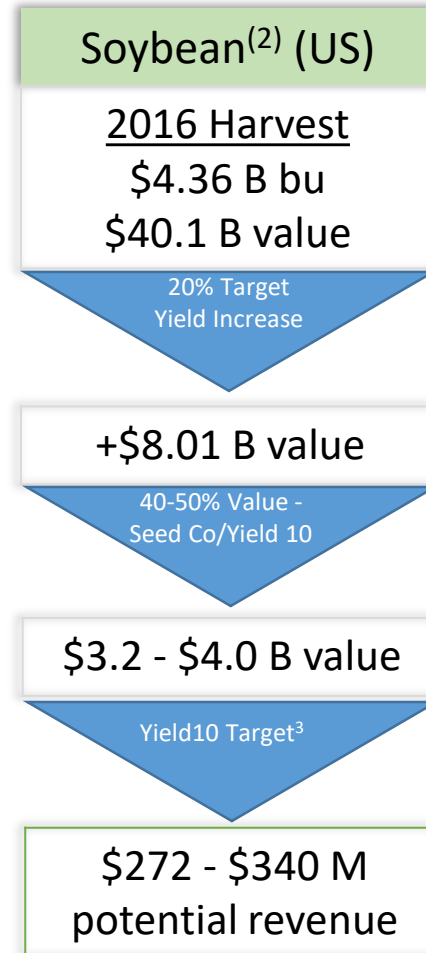 Soybean(2) (US)
2016 Harvest
$4.36 B bu
$40.1 B value
20% Target
Yield Increase
+$8.01 B value
40-50% Value -
Seed Co/Yield 10
$3.2 - $4.0 B value
Yield10 Target3
$272 - $340 M
potential revenue